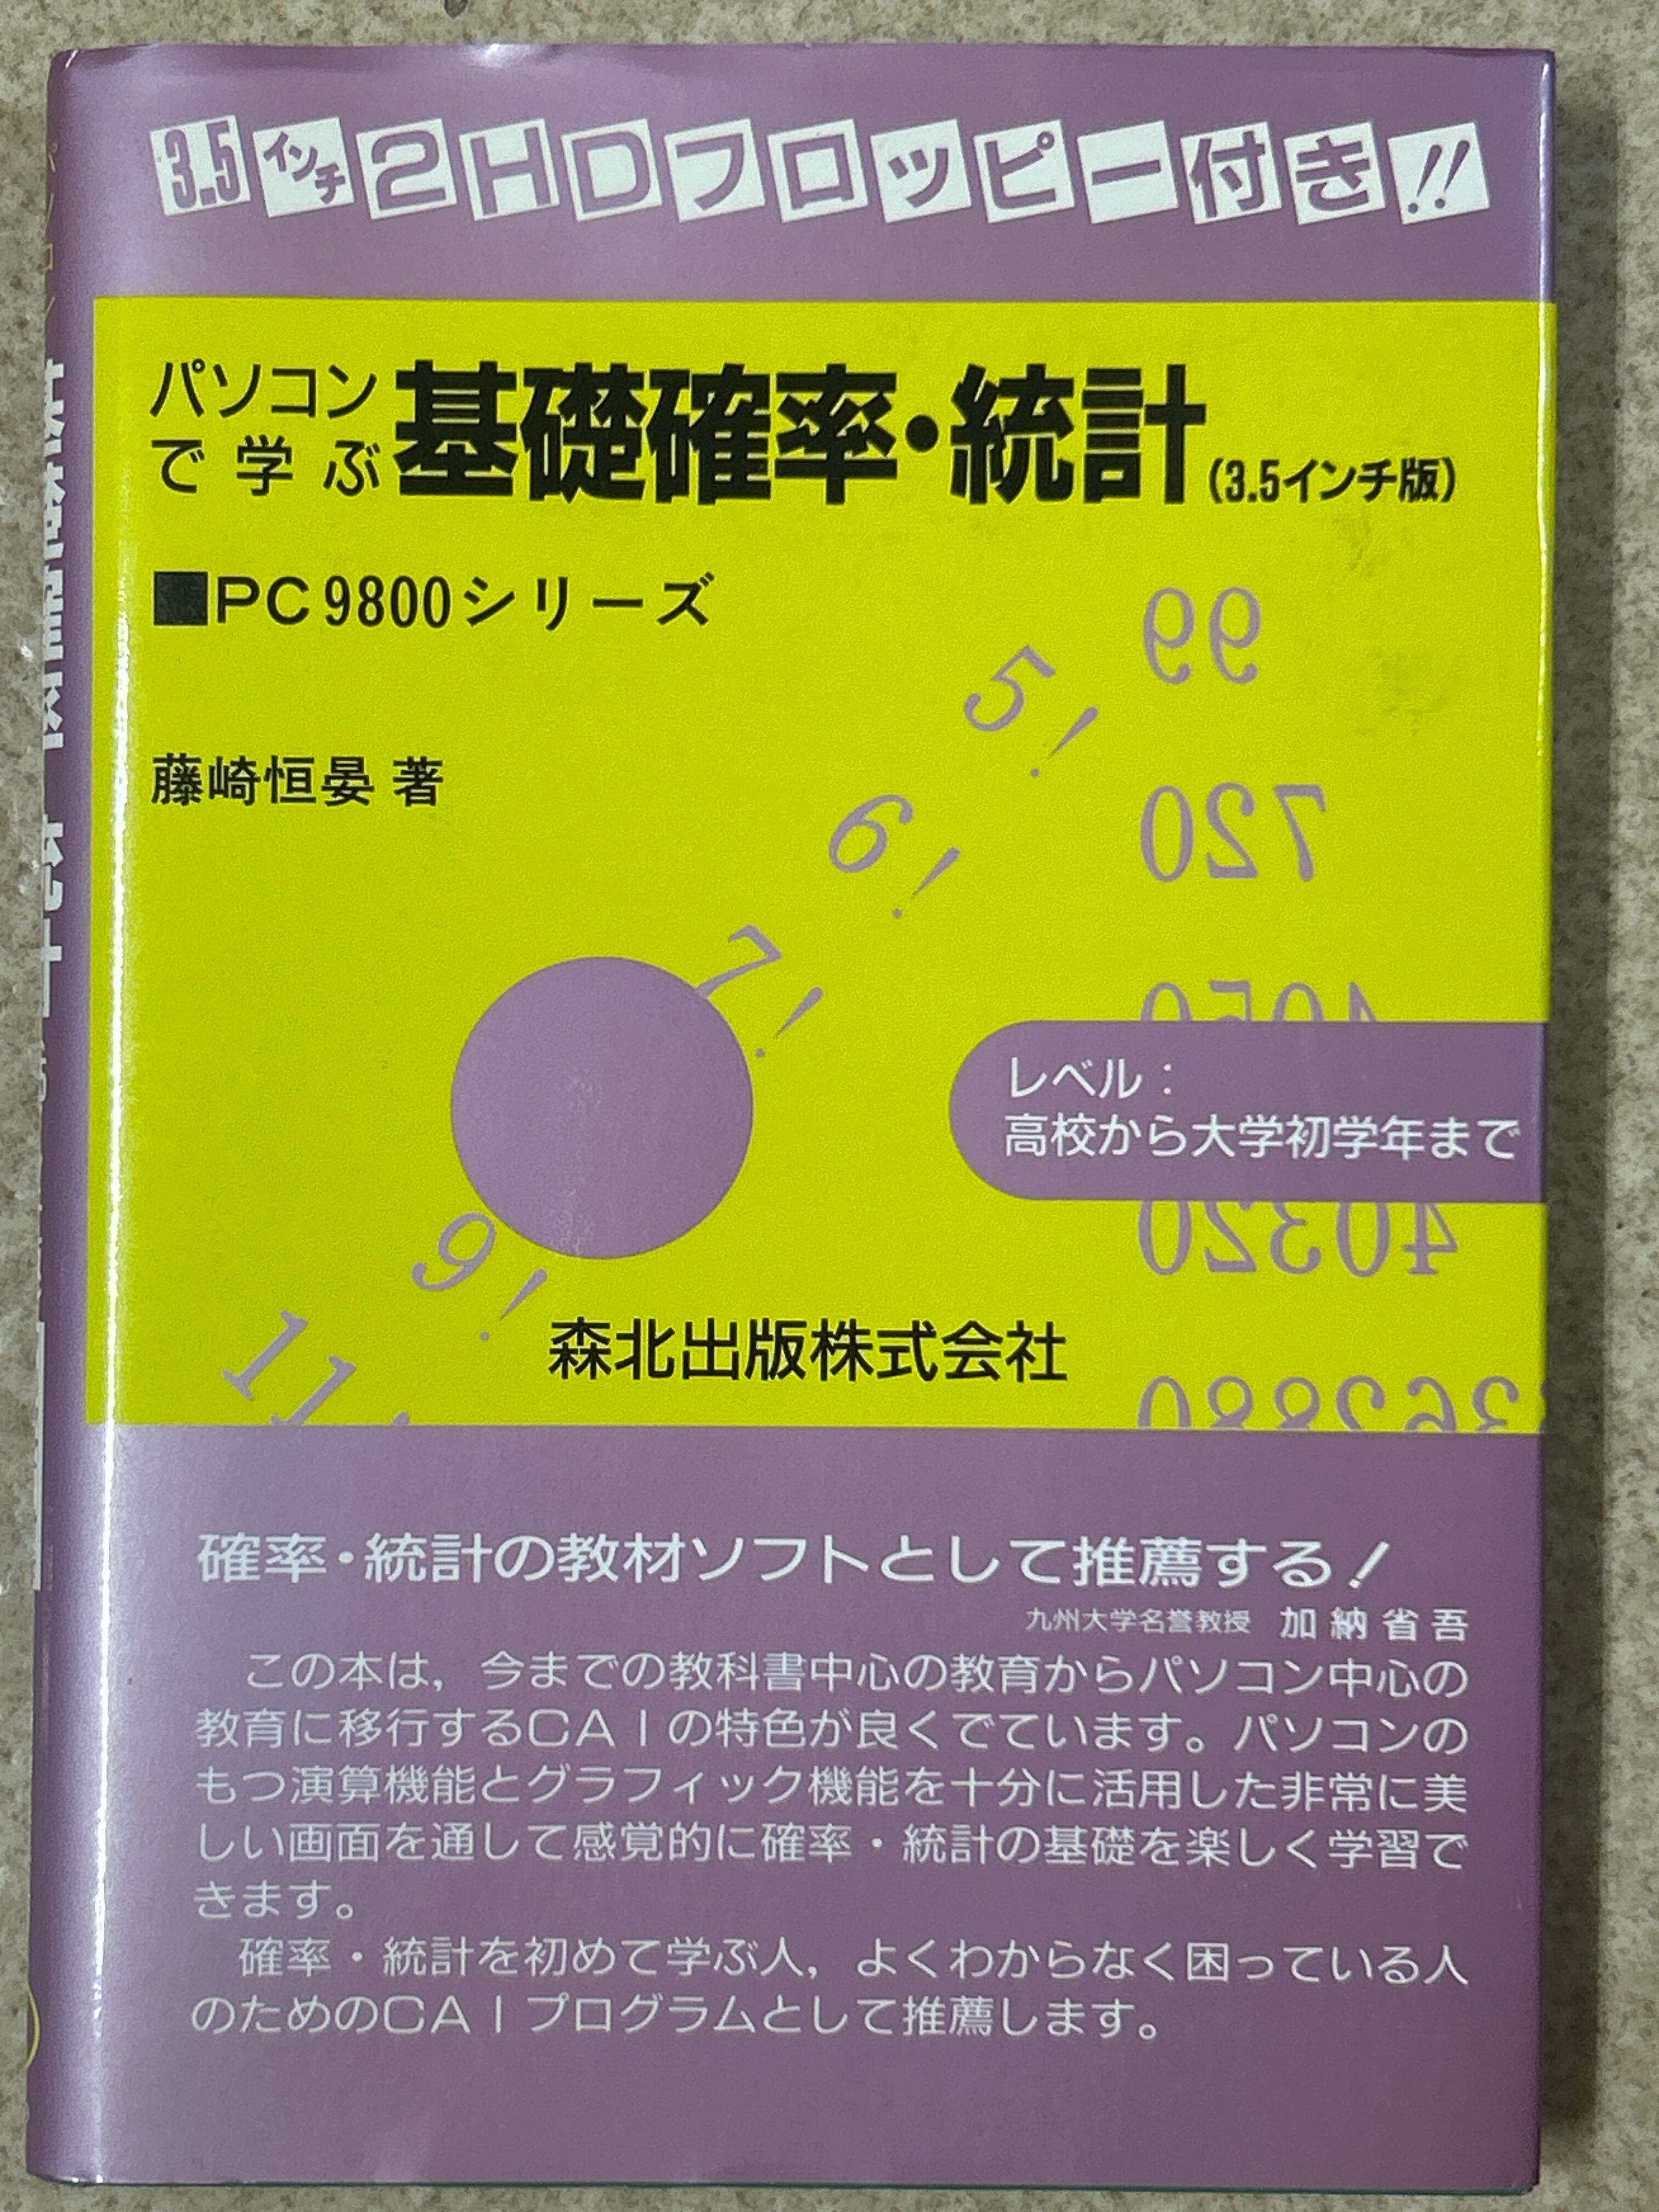 3.5インチ2HDフロッピー付き!!
パソコンで学ぶ 基礎確率・統計 (3.5インチ版)
■PC9800シリーズ
藤崎恒晏 著
99
5!
720
6!
7!
レベル:
高校から大学初学年まで
40320
9!
森北出版株式会社
確率・統計の教材ソフトとして推薦する!
九州大学名誉教授 加納省吾
この本は,今までの教科書中心の教育からパソコン中心の
教育に移行するCAIの特色が良くでています。パソコンの
もつ演算機能とグラフィック機能を十分に活用した非常に美
しい画面を通して感覚的に確率・統計の基礎を楽しく学習で
きます。
確率・統計を初めて学ぶ人,よくわからなく困っている人
のためのCAIプログラムとして推薦します。